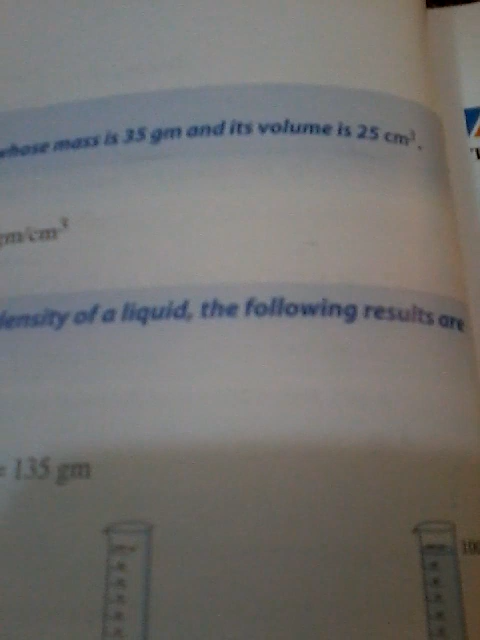 whose mass is 35 gm and its volume is 25 cm³.
gm/cm³
density of a liquid, the following results are
= 135 gm
100